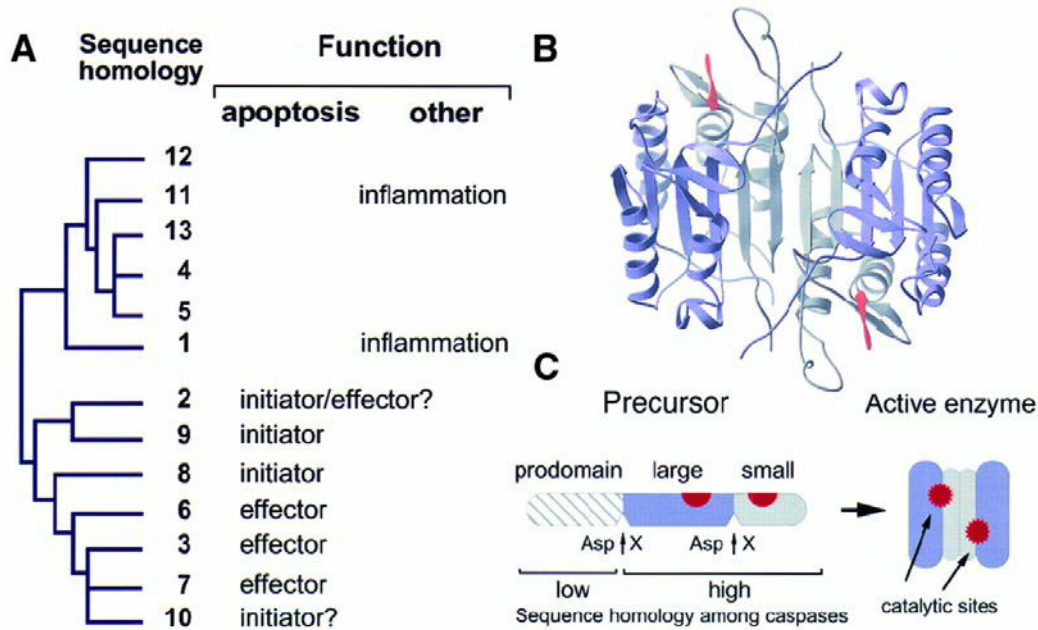 A
Sequence homology
Function
apoptosis other
12
11 inflammation
13
4
5
1 inflammation
2 initiator/effector?
9 initiator
8 initiator
6 effector
3 effector
7 effector
10 initiator?
B
C
Precursor
Active enzyme
prodomain large small
Asp X Asp X
low high
Sequence homology among caspases
catalytic sites